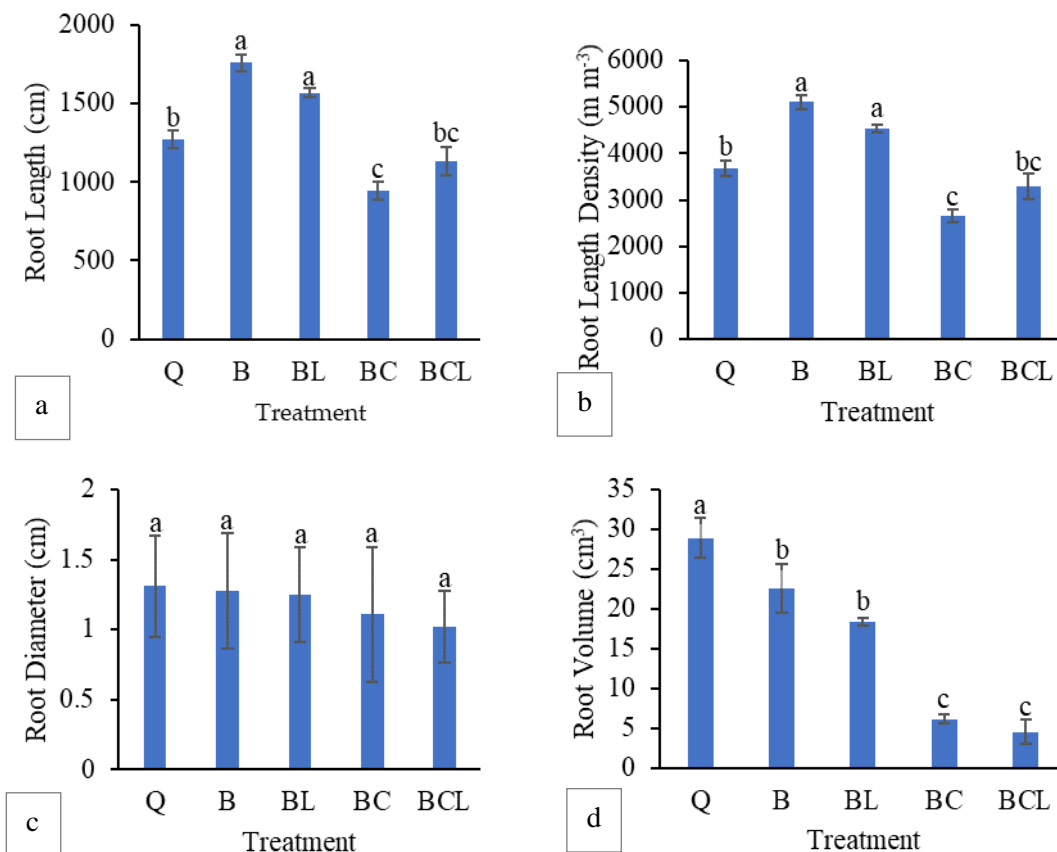 Root Length (cm)
2000
1500
1000
500
0
b
a
a
c
bc
Q B BL BC BCL
Treatment
a
Root Length Density (m m⁻³)
6000
5000
4000
3000
2000
1000
0
b
a
a
c
bc
Q B BL BC BCL
Treatment
b
Root Diameter (cm)
2
1.5
1
0.5
0
a
a
a
a
a
Q B BL BC BCL
Treatment
c
Root Volume (cm³)
35
30
25
20
15
10
5
0
a
b
b
c
c
Q B BL BC BCL
Treatment
d